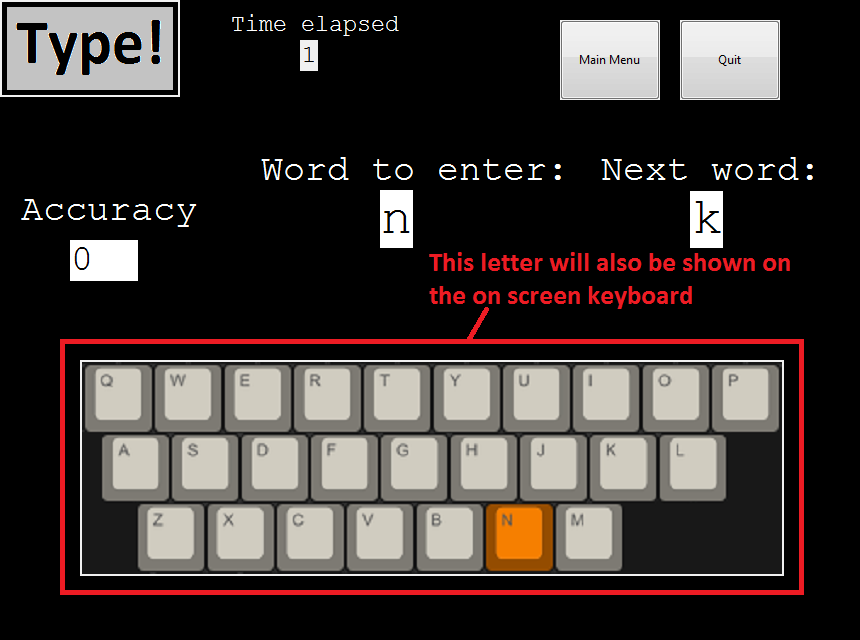 Type!
Time elapsed
1
Main Menu
Quit
Word to enter:
n
Next word:
k
Accuracy
0
This letter will also be shown on
the on screen keyboard
Q W E R T Y U I O P
A S D F G H J K L
Z X C V B N M